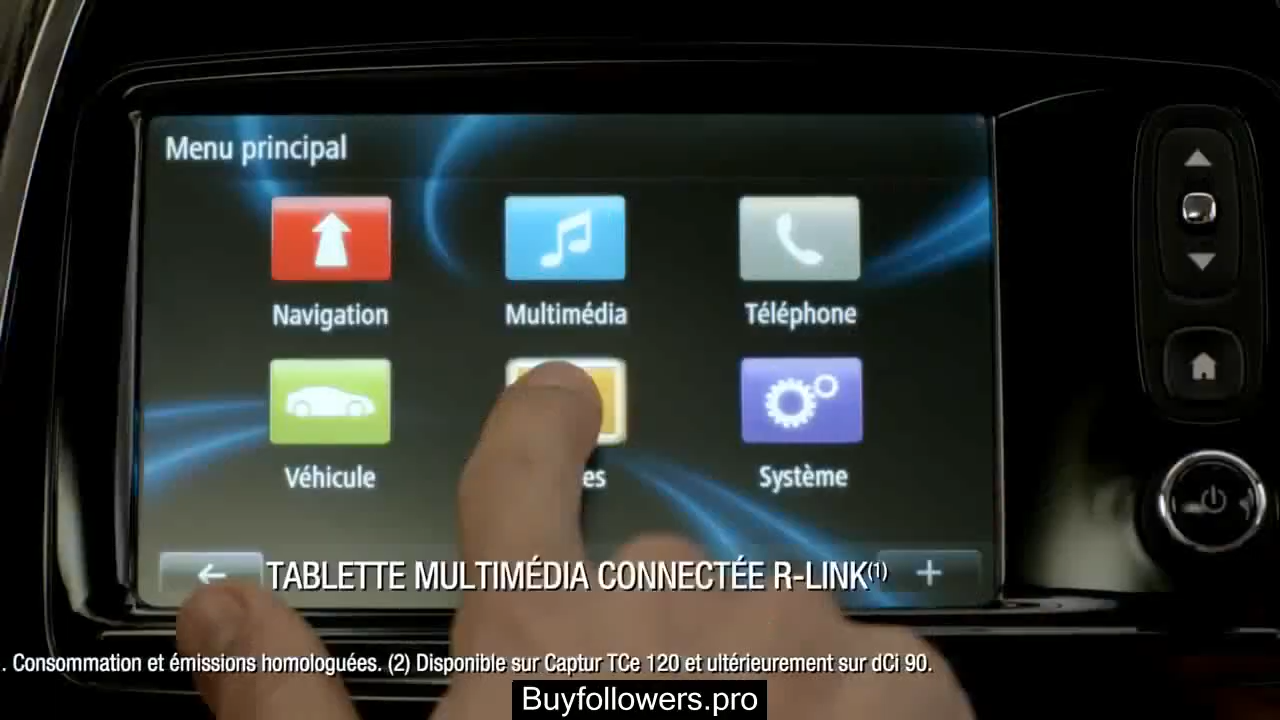 Menu principal
Navigation
Multimédia
Téléphone
Véhicule
Système
TABLETTE MULTIMÉDIA CONNECTÉE R-LINK(1)
. Consommation et émissions homologuées. (2) Disponible sur Captur TCe 120 et ultérieurement sur dCi 90.
Buyfollowers.pro